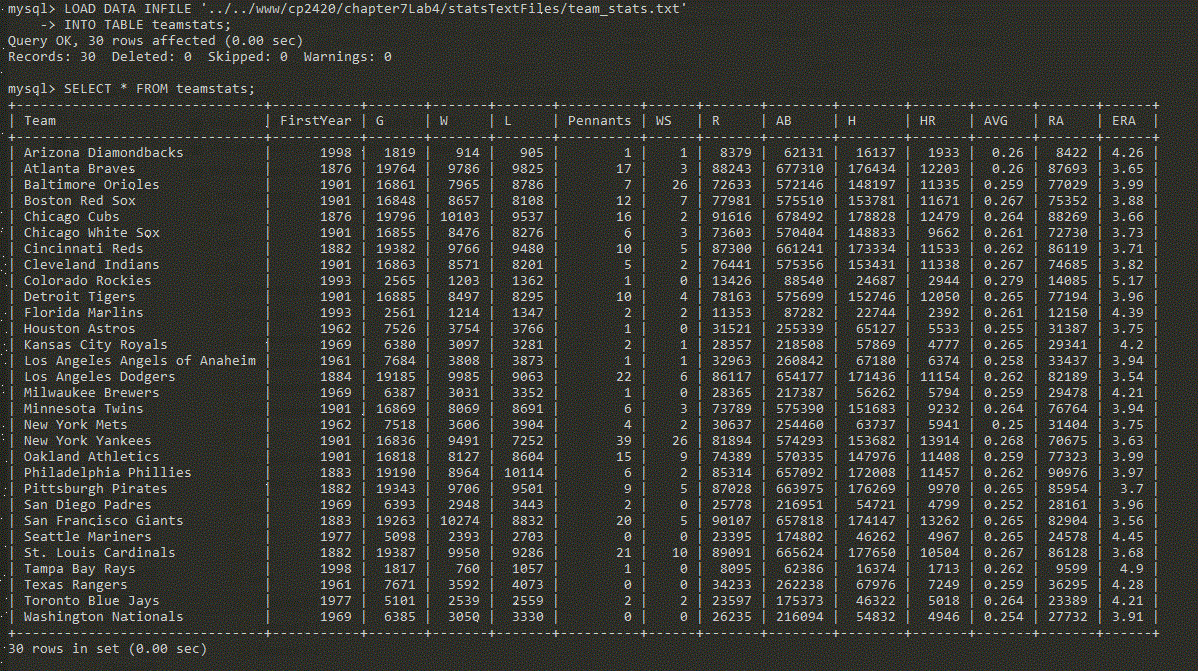 mysql> LOAD DATA INFILE '../../www/cp2420/chapter7Lab4/statsTextFiles/team_stats.txt'
    -> INTO TABLE teamstats;
Query OK, 30 rows affected (0.00 sec)
Records: 30  Deleted: 0  Skipped: 0  Warnings: 0
mysql> SELECT * FROM teamstats;
| Team | FirstYear | G | W | L | Pennants | WS | R | AB | H | HR | AVG | RA | ERA |
| Arizona Diamondbacks | 1998 | 1819 | 914 | 905 | 1 | 1 | 8379 | 62131 | 16137 | 1933 | 0.26 | 8422 | 4.26 |
| Atlanta Braves | 1876 | 19764 | 9786 | 9825 | 17 | 3 | 88243 | 677310 | 176434 | 12203 | 0.26 | 87693 | 3.65 |
| Baltimore Orioles | 1901 | 16861 | 7965 | 8786 | 7 | 26 | 72633 | 572146 | 148197 | 11335 | 0.259 | 77029 | 3.99 |
| Boston Red Sox | 1901 | 16848 | 8657 | 8108 | 12 | 7 | 77981 | 575510 | 153781 | 11671 | 0.267 | 75352 | 3.88 |
| Chicago Cubs | 1876 | 19796 | 10103 | 9537 | 16 | 2 | 91616 | 678492 | 178828 | 12479 | 0.264 | 88269 | 3.66 |
| Chicago White Sox | 1901 | 16855 | 8476 | 8276 | 6 | 3 | 73603 | 570404 | 148833 | 9662 | 0.261 | 72730 | 3.73 |
| Cincinnati Reds | 1882 | 19382 | 9766 | 9480 | 10 | 5 | 87300 | 661241 | 173334 | 11533 | 0.262 | 86119 | 3.71 |
| Cleveland Indians | 1901 | 16863 | 8571 | 8201 | 5 | 2 | 76441 | 575356 | 153431 | 11338 | 0.267 | 74685 | 3.82 |
| Colorado Rockies | 1993 | 2565 | 1203 | 1362 | 1 | 0 | 13426 | 88540 | 24687 | 2944 | 0.279 | 14085 | 5.17 |
| Detroit Tigers | 1901 | 16885 | 8497 | 8295 | 10 | 4 | 78163 | 575699 | 152746 | 12050 | 0.265 | 77194 | 3.96 |
| Florida Marlins | 1993 | 2561 | 1214 | 1347 | 2 | 2 | 11353 | 87282 | 22744 | 2392 | 0.261 | 12150 | 4.39 |
| Houston Astros | 1962 | 7526 | 3754 | 3766 | 1 | 0 | 31521 | 255339 | 65127 | 5533 | 0.255 | 31387 | 3.75 |
| Kansas City Royals | 1969 | 6380 | 3097 | 3281 | 2 | 1 | 28357 | 218508 | 57869 | 4777 | 0.265 | 29341 | 4.2 |
| Los Angeles Angels of Anaheim | 1961 | 7684 | 3808 | 3873 | 1 | 1 | 32963 | 260842 | 67180 | 6374 | 0.258 | 33437 | 3.94 |
| Los Angeles Dodgers | 1884 | 19185 | 9985 | 9063 | 22 | 6 | 86117 | 654177 | 171436 | 11154 | 0.262 | 82189 | 3.54 |
| Milwaukee Brewers | 1969 | 6387 | 3031 | 3352 | 1 | 0 | 28365 | 217387 | 56262 | 5794 | 0.259 | 29478 | 4.21 |
| Minnesota Twins | 1901 | 16869 | 8069 | 8691 | 6 | 3 | 73789 | 575390 | 151683 | 9232 | 0.264 | 76764 | 3.94 |
| New York Mets | 1962 | 7518 | 3606 | 3904 | 4 | 2 | 30637 | 254460 | 63737 | 5941 | 0.25 | 31404 | 3.75 |
| New York Yankees | 1901 | 16836 | 9491 | 7252 | 39 | 26 | 81894 | 574293 | 153682 | 13914 | 0.268 | 70675 | 3.63 |
| Oakland Athletics | 1901 | 16818 | 8127 | 8604 | 15 | 9 | 74389 | 570335 | 147976 | 11408 | 0.259 | 77323 | 3.99 |
| Philadelphia Phillies | 1883 | 19190 | 8964 | 10114 | 6 | 2 | 85314 | 657092 | 172008 | 11457 | 0.262 | 90976 | 3.97 |
| Pittsburgh Pirates | 1882 | 19343 | 9706 | 9501 | 9 | 5 | 87028 | 663975 | 176269 | 9970 | 0.265 | 85954 | 3.7 |
| San Diego Padres | 1969 | 6393 | 2948 | 3443 | 2 | 0 | 25778 | 216951 | 54721 | 4799 | 0.252 | 28161 | 3.96 |
| San Francisco Giants | 1883 | 19263 | 10274 | 8832 | 20 | 5 | 90107 | 657818 | 174147 | 13262 | 0.265 | 82904 | 3.56 |
| Seattle Mariners | 1977 | 5098 | 2393 | 2703 | 0 | 0 | 23395 | 174802 | 46262 | 4967 | 0.265 | 24578 | 4.45 |
| St. Louis Cardinals | 1882 | 19387 | 9950 | 9286 | 21 | 10 | 89091 | 665624 | 177650 | 10504 | 0.267 | 86128 | 3.68 |
| Tampa Bay Rays | 1998 | 1817 | 760 | 1057 | 1 | 0 | 8095 | 62386 | 16374 | 1713 | 0.262 | 9599 | 4.9 |
| Texas Rangers | 1961 | 7671 | 3592 | 4073 | 0 | 0 | 34233 | 262238 | 67976 | 7249 | 0.259 | 36295 | 4.28 |
| Toronto Blue Jays | 1977 | 5101 | 2539 | 2559 | 2 | 2 | 23597 | 175373 | 46322 | 5018 | 0.264 | 23389 | 4.21 |
| Washington Nationals | 1969 | 6385 | 3050 | 3330 | 0 | 0 | 26235 | 216094 | 54832 | 4946 | 0.254 | 27732 | 3.91 |
30 rows in set (0.00 sec)